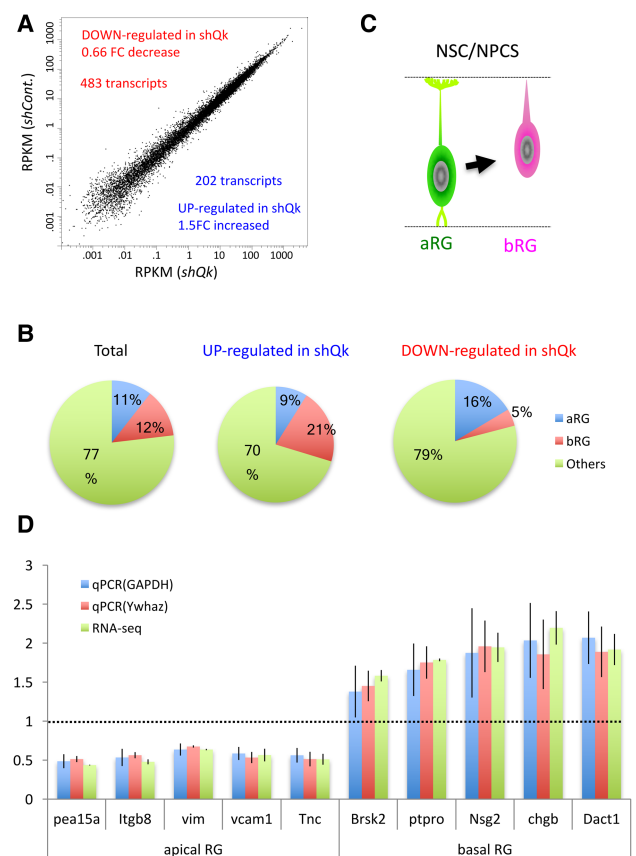 A
DOWN-regulated in shQk
0.66 FC decrease
483 transcripts
202 transcripts
UP-regulated in shQk
1.5FC increased
RPKM (shCont.)
1000
100
10
1
.1
.01
.001
.001 .01 .1 1 10 100 1000
RPKM (shQk)
C
NSC/NPCS
aRG bRG
B
Total
11%
12%
77
%
UP-regulated in shQk
9%
21%
70
%
DOWN-regulated in shQk
16%
5%
79%
aRG
bRG
Others
D
qPCR(GAPDH)
qPCR(Ywhaz)
RNA-seq
3
2.5
2
1.5
1
0.5
0
pea15a Itgb8 vim vcam1 Tnc Brsk2 ptpro Nsg2 chgb Dact1
apical RG basal RG